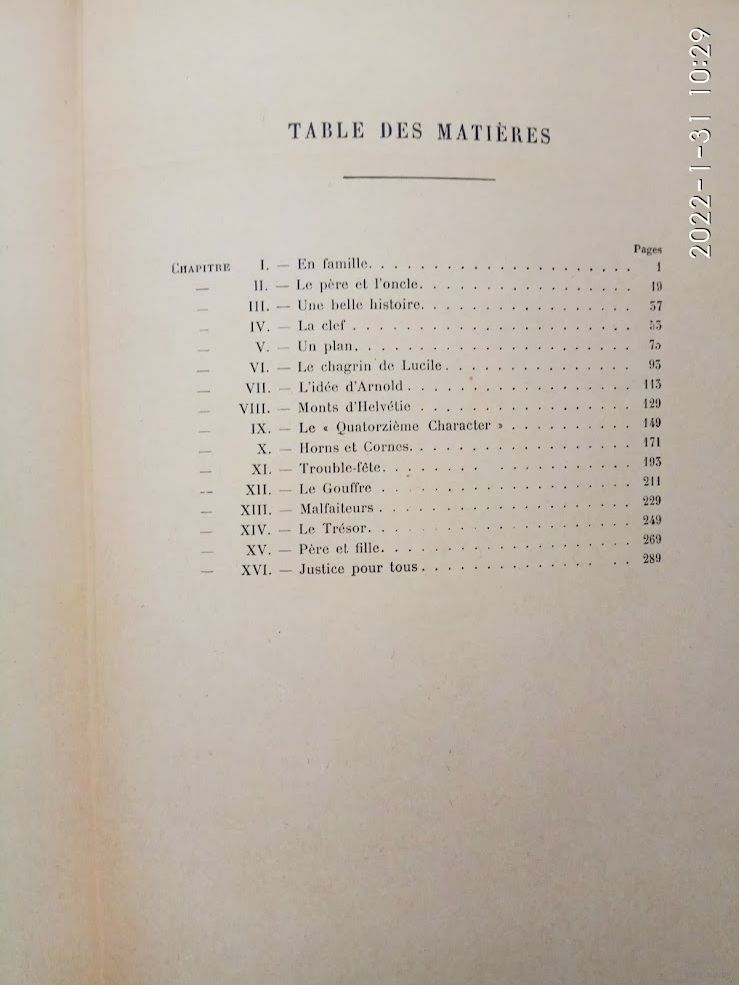 TABLE DES MATIÈRES
Pages
CHAPITRE I. — En famille. . . . . . . . . . . . . . . . . . . . . . 1
— II. — Le père et l'oncle. . . . . . . . . . . . . . . . . . 19
— III. — Une belle histoire. . . . . . . . . . . . . . . . . . 37
— IV. — La clef . . . . . . . . . . . . . . . . . . . . . . . 53
— V. — Un plan. . . . . . . . . . . . . . . . . . . . . . . 75
— VI. — Le chagrin de Lucile. . . . . . . . . . . . . . . . 93
— VII. — L'idée d'Arnold . . . . . . . . . . . . . . . . . . 113
— VIII. — Monts d'Helvétie . . . . . . . . . . . . . . . . . 129
— IX. — Le « Quatorzième Character » . . . . . . . . . . . 149
— X. — Horns et Cornes. . . . . . . . . . . . . . . . . . 171
— XI. — Trouble-fête. . . . . . . . . . . . . . . . . . . . 193
— XII. — Le Gouffre . . . . . . . . . . . . . . . . . . . . 211
— XIII. — Malfaiteurs . . . . . . . . . . . . . . . . . . . . 229
— XIV. — Le Trésor. . . . . . . . . . . . . . . . . . . . . 249
— XV. — Père et fille. . . . . . . . . . . . . . . . . . . . 269
— XVI. — Justice pour tous . . . . . . . . . . . . . . . . . 289
2022-1-31 10:29